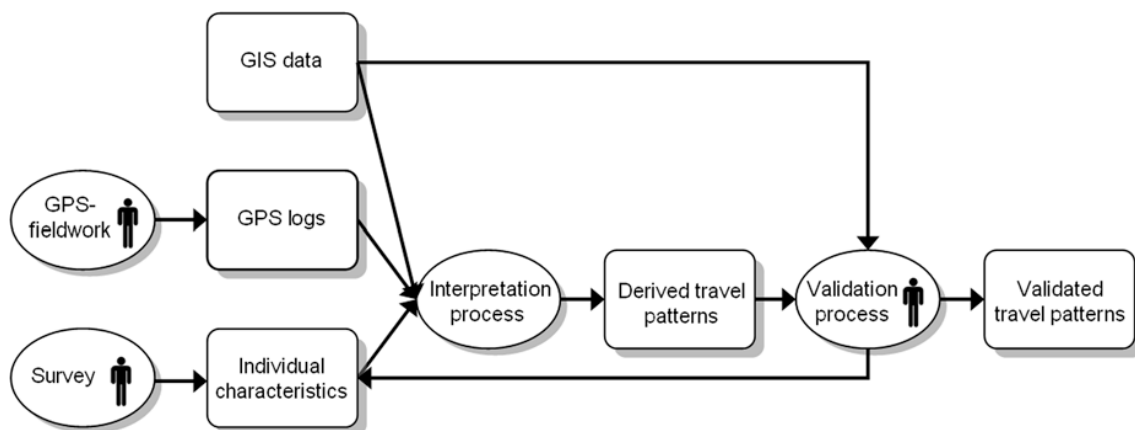 GIS data
GPS-
fieldwork
GPS logs
Interpretation
process
Derived travel
patterns
Validation
process
Validated
travel patterns
Survey
Individual
characteristics